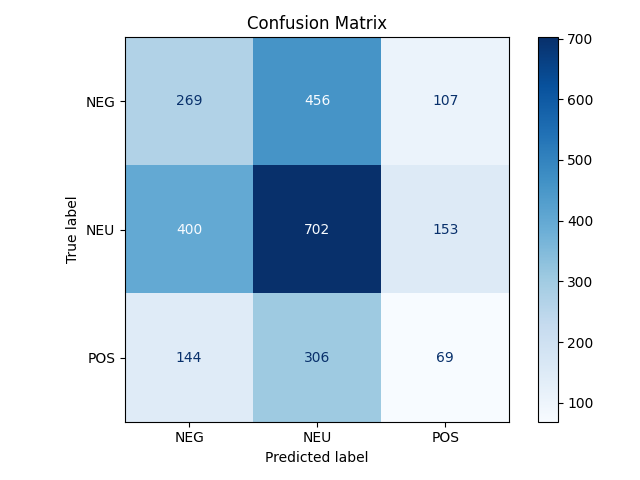 Confusion Matrix
True label
NEG
269 456 107
NEU
400 702 153
POS
144 306 69
NEG NEU POS
Predicted label
700
600
500
400
300
200
100